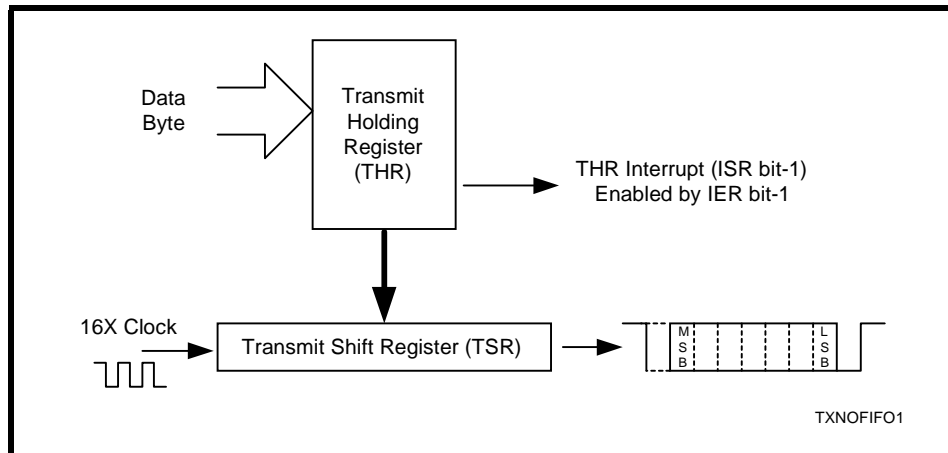 Data
Byte
Transmit
Holding
Register
(THR)
THR Interrupt (ISR bit-1)
Enabled by IER bit-1
16X Clock
Transmit Shift Register (TSR)
M
S
B
L
S
B
TXNOFIFO1